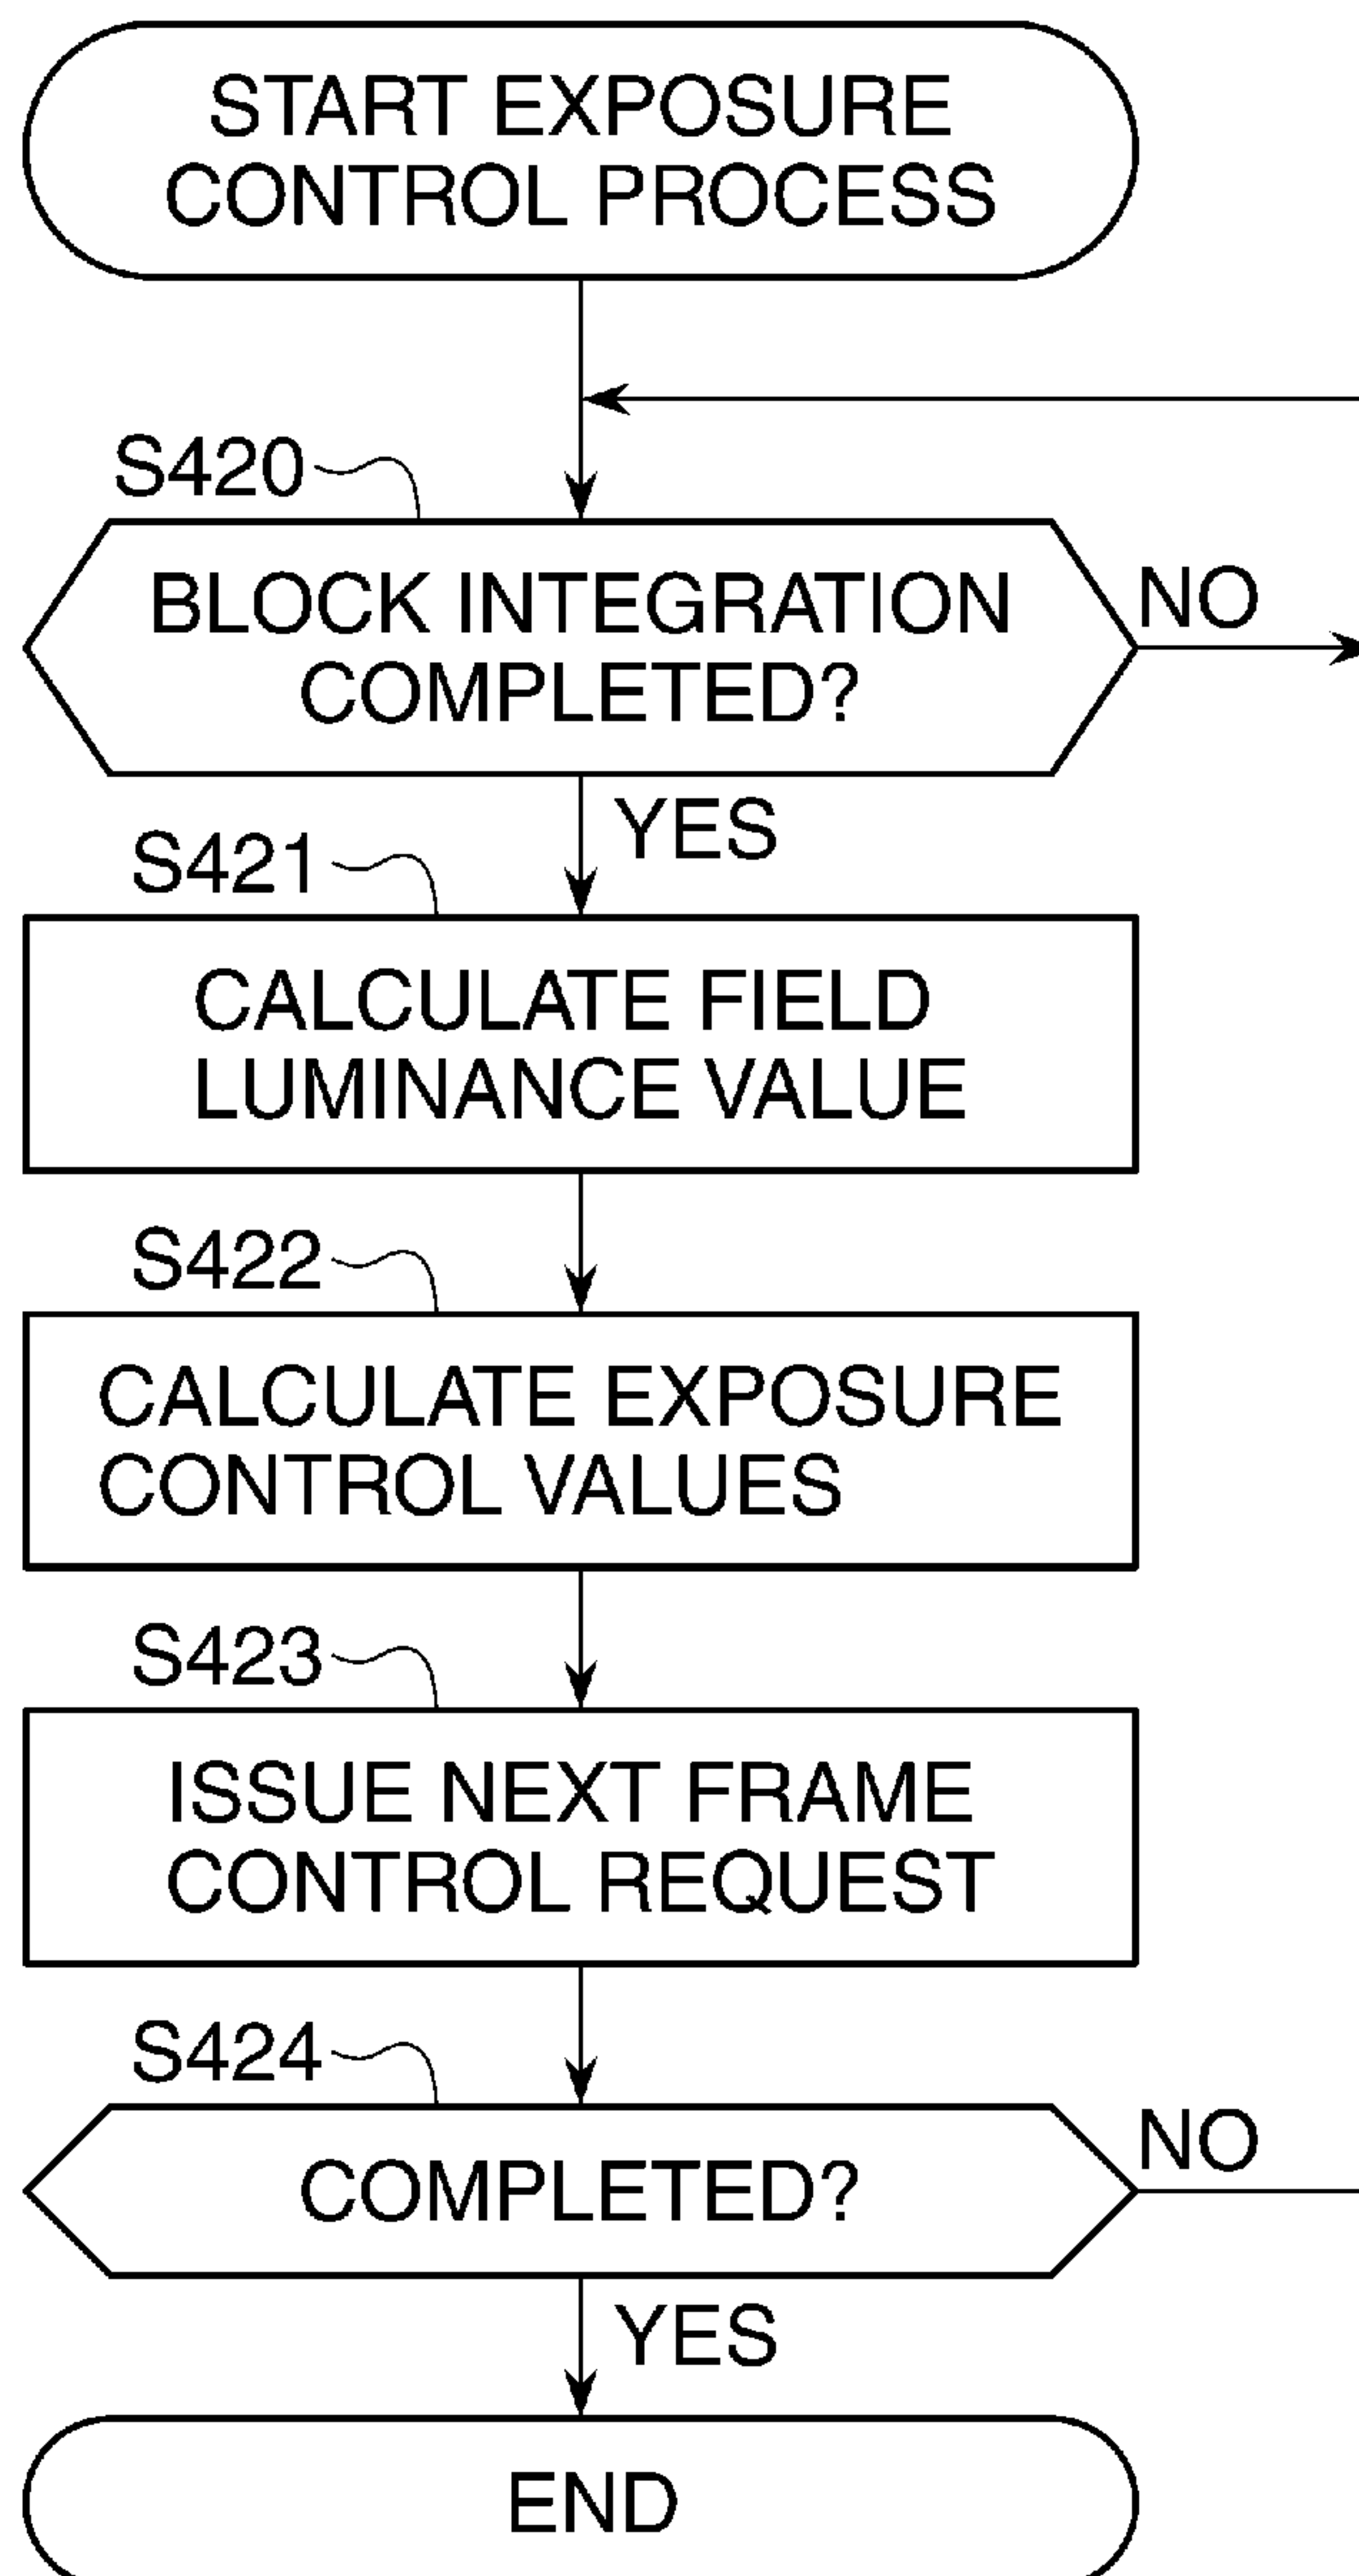 START EXPOSURE
CONTROL PROCESS
S420
BLOCK INTEGRATION
COMPLETED?
NO
YES
S421
CALCULATE FIELD
LUMINANCE VALUE
S422
CALCULATE EXPOSURE
CONTROL VALUES
S423
ISSUE NEXT FRAME
CONTROL REQUEST
S424
COMPLETED?
NO
YES
END